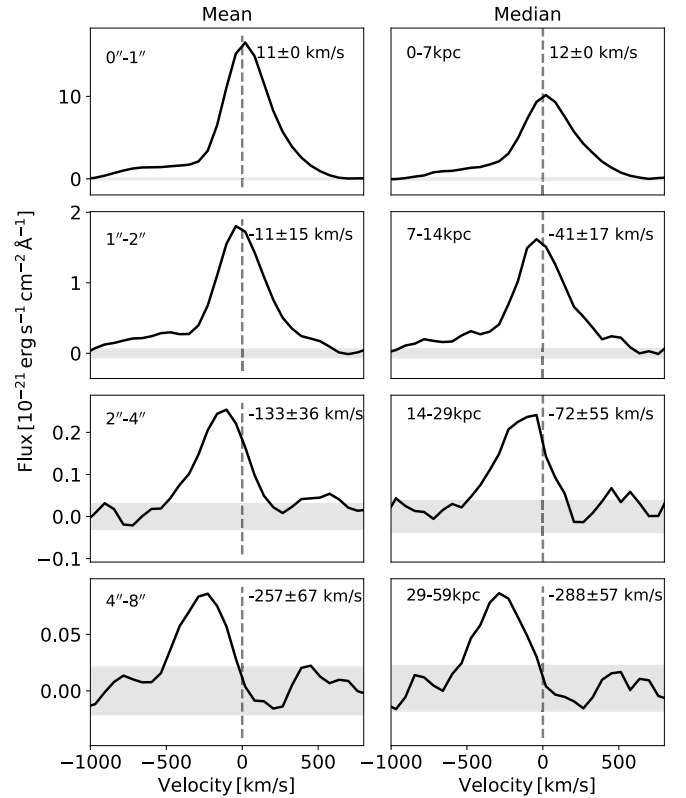 Mean Median
0″-1″ 11±0 km/s 0-7kpc 12±0 km/s
10
0
1″-2″ -11±15 km/s 7-14kpc -41±17 km/s
2
1
0
Flux [10⁻²¹ erg s⁻¹ cm⁻² Å⁻¹]
2″-4″ -133±36 km/s 14-29kpc -72±55 km/s
0.2
0.1
0.0
−0.1
4″-8″ -257±67 km/s 29-59kpc -288±57 km/s
0.05
0.00
−1000 −500 0 500 −1000 −500 0 500
Velocity [km/s] Velocity [km/s]